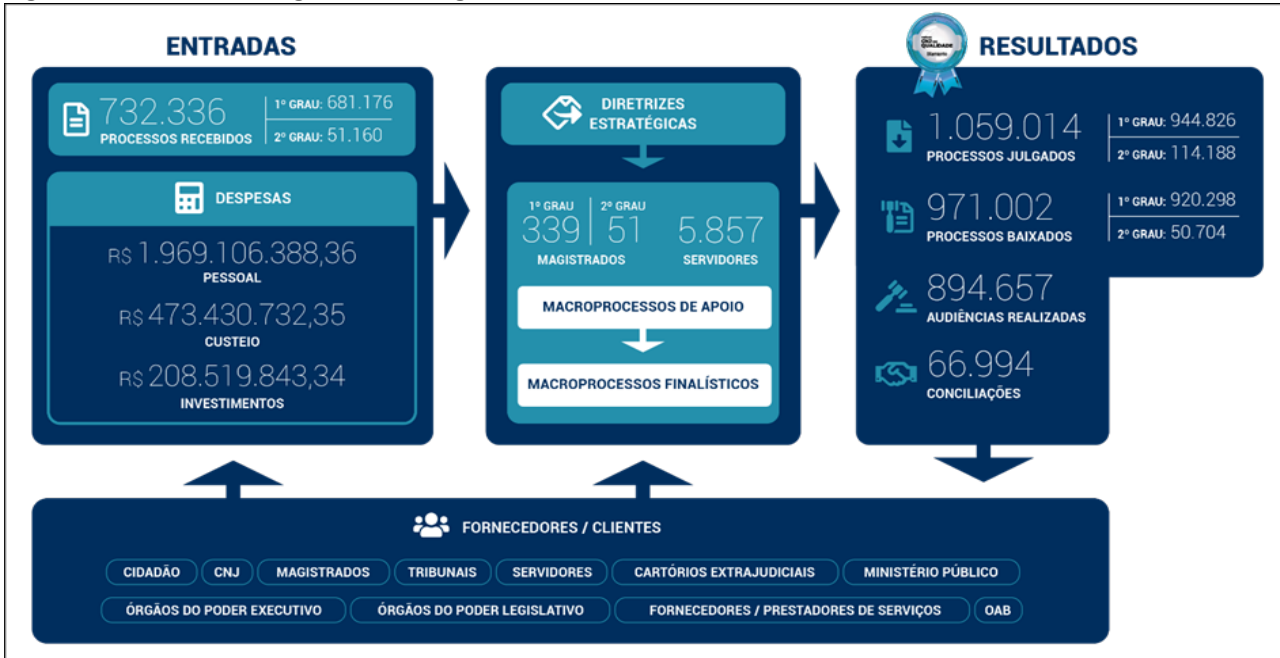 ENTRADAS
732.336
PROCESSOS RECEBIDOS
1º GRAU: 681.176
2º GRAU: 51.160
DESPESAS
R$ 1.969.106.388,36
PESSOAL
R$ 473.430.732,35
CUSTEIO
R$ 208.519.843,34
INVESTIMENTOS
DIRETRIZES
ESTRATÉGICAS
1º GRAU
339
2º GRAU
51
MAGISTRADOS
5.857
SERVIDORES
MACROPROCESSOS DE APOIO
MACROPROCESSOS FINALÍSTICOS
QUALIDADE
RESULTADOS
1.059.014
PROCESSOS JULGADOS
1º GRAU: 944.826
2º GRAU: 114.188
971.002
PROCESSOS BAIXADOS
1º GRAU: 920.298
2º GRAU: 50.704
894.657
AUDIÊNCIAS REALIZADAS
66.994
CONCILIAÇÕES
FORNECEDORES / CLIENTES
CIDADÃO CNJ MAGISTRADOS TRIBUNAIS SERVIDORES CARTÓRIOS EXTRAJUDICIAIS MINISTÉRIO PÚBLICO
ÓRGÃOS DO PODER EXECUTIVO ÓRGÃOS DO PODER LEGISLATIVO FORNECEDORES / PRESTADORES DE SERVIÇOS OAB